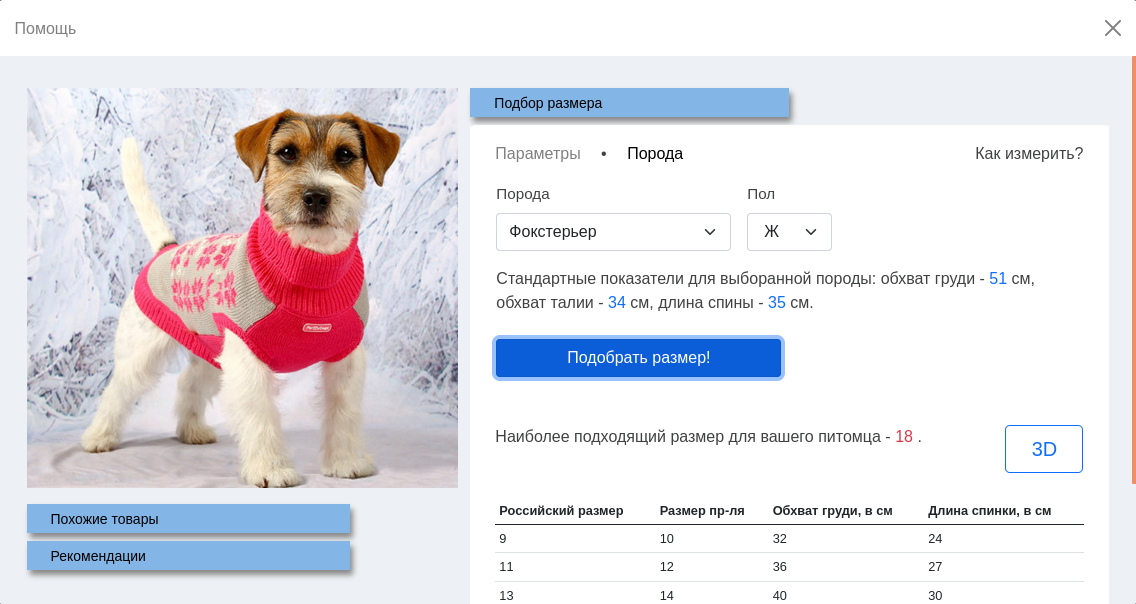 Помощь
Подбор размера
Параметры • Порода Как измерить?
Порода Пол
Фокстерьер Ж
Стандартные показатели для выборанной породы: обхват груди - 51 см,
обхват талии - 34 см, длина спины - 35 см.
Подобрать размер!
Наиболее подходящий размер для вашего питомца - 18 .
3D
Похожие товары
Рекомендации
Российский размер Размер пр-ля Обхват груди, в см Длина спинки, в см
9 10 32 24
11 12 36 27
13 14 40 30